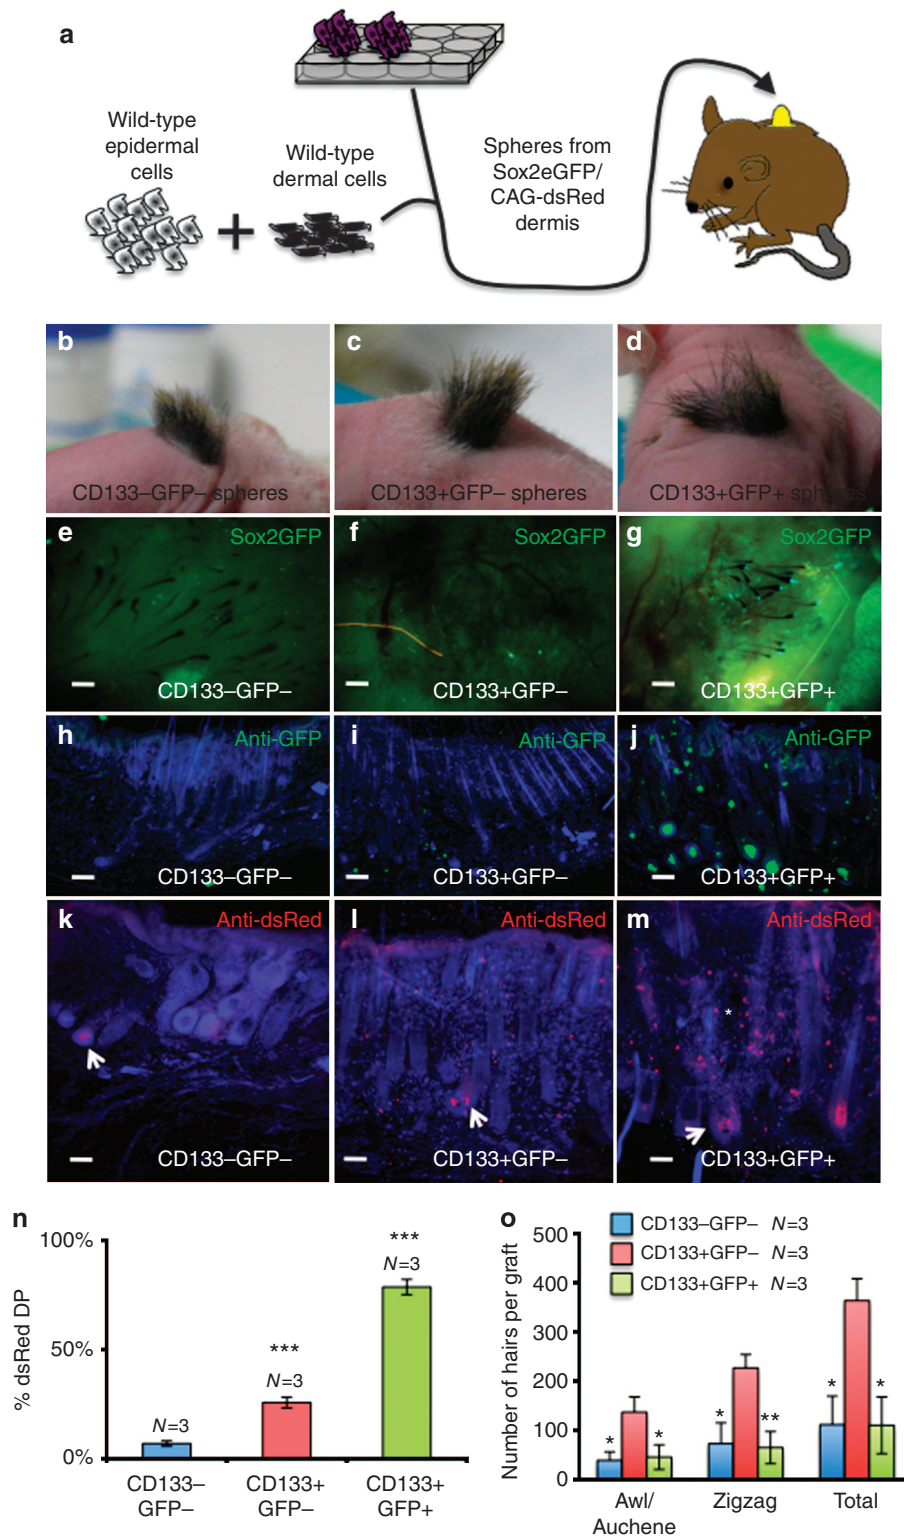 a
Wild-type
epidermal
cells
+
Wild-type
dermal cells
Spheres from
Sox2eGFP/
CAG-dsRed
dermis
b
CD133–GFP– spheres
c
CD133+GFP– spheres
d
CD133+GFP+ spheres
e
Sox2GFP
CD133–GFP–
f
Sox2GFP
CD133+GFP–
g
Sox2GFP
CD133+GFP+
h
Anti-GFP
CD133–GFP–
i
Anti-GFP
CD133+GFP–
j
Anti-GFP
CD133+GFP+
k
Anti-dsRed
CD133–GFP–
l
Anti-dsRed
CD133+GFP–
m
Anti-dsRed
*
CD133+GFP+
n
% dsRed DP
100%
50%
0%
N=3
***
N=3
***
N=3
CD133–
GFP–
CD133+
GFP–
CD133+
GFP+
o
Number of hairs per graft
500
400
300
200
100
0
CD133–GFP– N=3
CD133+GFP– N=3
CD133+GFP+ N=3
* *
* **
* *
Awl/
Auchene
Zigzag
Total